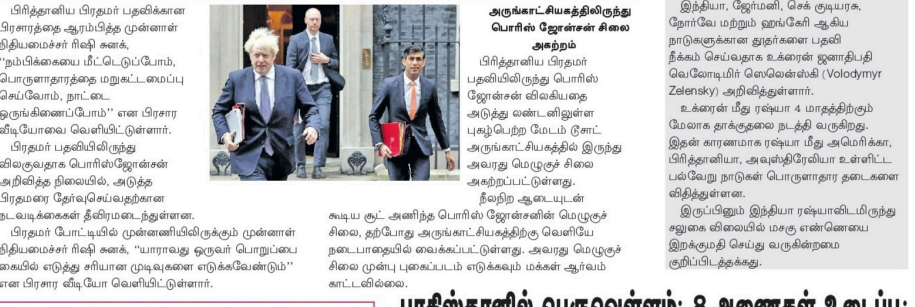 பிரித்தானிய பிரதமர் பதவிக்கான
பிரசாரத்தை ஆரம்பித்த முன்னாள்
நிதியமைச்சர் ரிஷி சுனக்,
‘‘நம்பிக்கையை மீட்டெடுப்போம்,
பொருளாதாரத்தை மறுகட்டமைப்பு
செய்வோம், நாட்டை
ஒருங்கிணைப்போம்’’ என பிரசார
வீடியோவை வெளியிட்டுள்ளார்.
பிரதமர் பதவியிலிருந்து
விலகுவதாக பொரிஸ்ஜோன்சன்
அறிவித்த நிலையில், அடுத்த
பிரதமரை தேர்வுசெய்வதற்கான
நடவடிக்கைகள் தீவிரமடைந்துள்ளன.
பிரதமர் போட்டியில் முன்னணியிலிருக்கும் முன்னாள்
நிதியமைச்சர் ரிஷி சுனக், ‘‘யாராவது ஒருவர் பொறுப்பை
கையில் எடுத்து சரியான முடிவுகளை எடுக்கவேண்டும்’’
என பிரசார வீடியோ வெளியிட்டுள்ளார்.
அருங்காட்சியகத்திலிருந்து
பொரிஸ் ஜோன்சன் சிலை
அகற்றம்
பிரித்தானிய பிரதமர்
பதவியிலிருந்து பொரிஸ்
ஜோன்சன் விலகியதை
அடுத்து லண்டனிலுள்ள
புகழ்பெற்ற மேடம் டூசாட்
அருங்காட்சியகத்தில் இருந்து
அவரது மெழுகுச் சிலை
அகற்றப்பட்டுள்ளது.
நீலநிற ஆடையுடன்
கூடிய சூட் அணிந்த பொரிஸ் ஜோன்சனின் மெழுகுச்
சிலை, தற்போது அருங்காட்சியகத்திற்கு வெளியே
நடைபாதையில் வைக்கப்பட்டுள்ளது. அவரது மெழுகுச்
சிலை முன்பு புகைப்படம் எடுக்கவும் மக்கள் ஆர்வம்
காட்டவில்லை.
இந்தியா, ஜேர்மனி, செக் குடியரசு,
நோர்வே மற்றும் ஹங்கேரி ஆகிய
நாடுகளுக்கான தூதர்களை பதவி
நீக்கம் செய்வதாக உக்ரைன் ஜனாதிபதி
வெலோடிமிர் ஸெலென்ஸ்கி (Volodymyr
Zelensky) அறிவித்துள்ளார்.
உக்ரைன் மீது ரஷ்யா 4 மாதத்திற்கும்
மேலாக தாக்குதலை நடத்தி வருகிறது.
இதன் காரணமாக ரஷ்யா மீது அமெரிக்கா,
பிரித்தானியா, அவுஸ்திரேலியா உள்ளிட்ட
பல்வேறு நாடுகள் பொருளாதார தடைகளை
விதித்துள்ளன.
இருப்பினும் இந்தியா ரஷ்யாவிடமிருந்து
சலுகை விலையில் மசகு எண்ணெயை
இறக்குமதி செய்து வருகின்றமை
குறிப்பிடத்தக்கது.